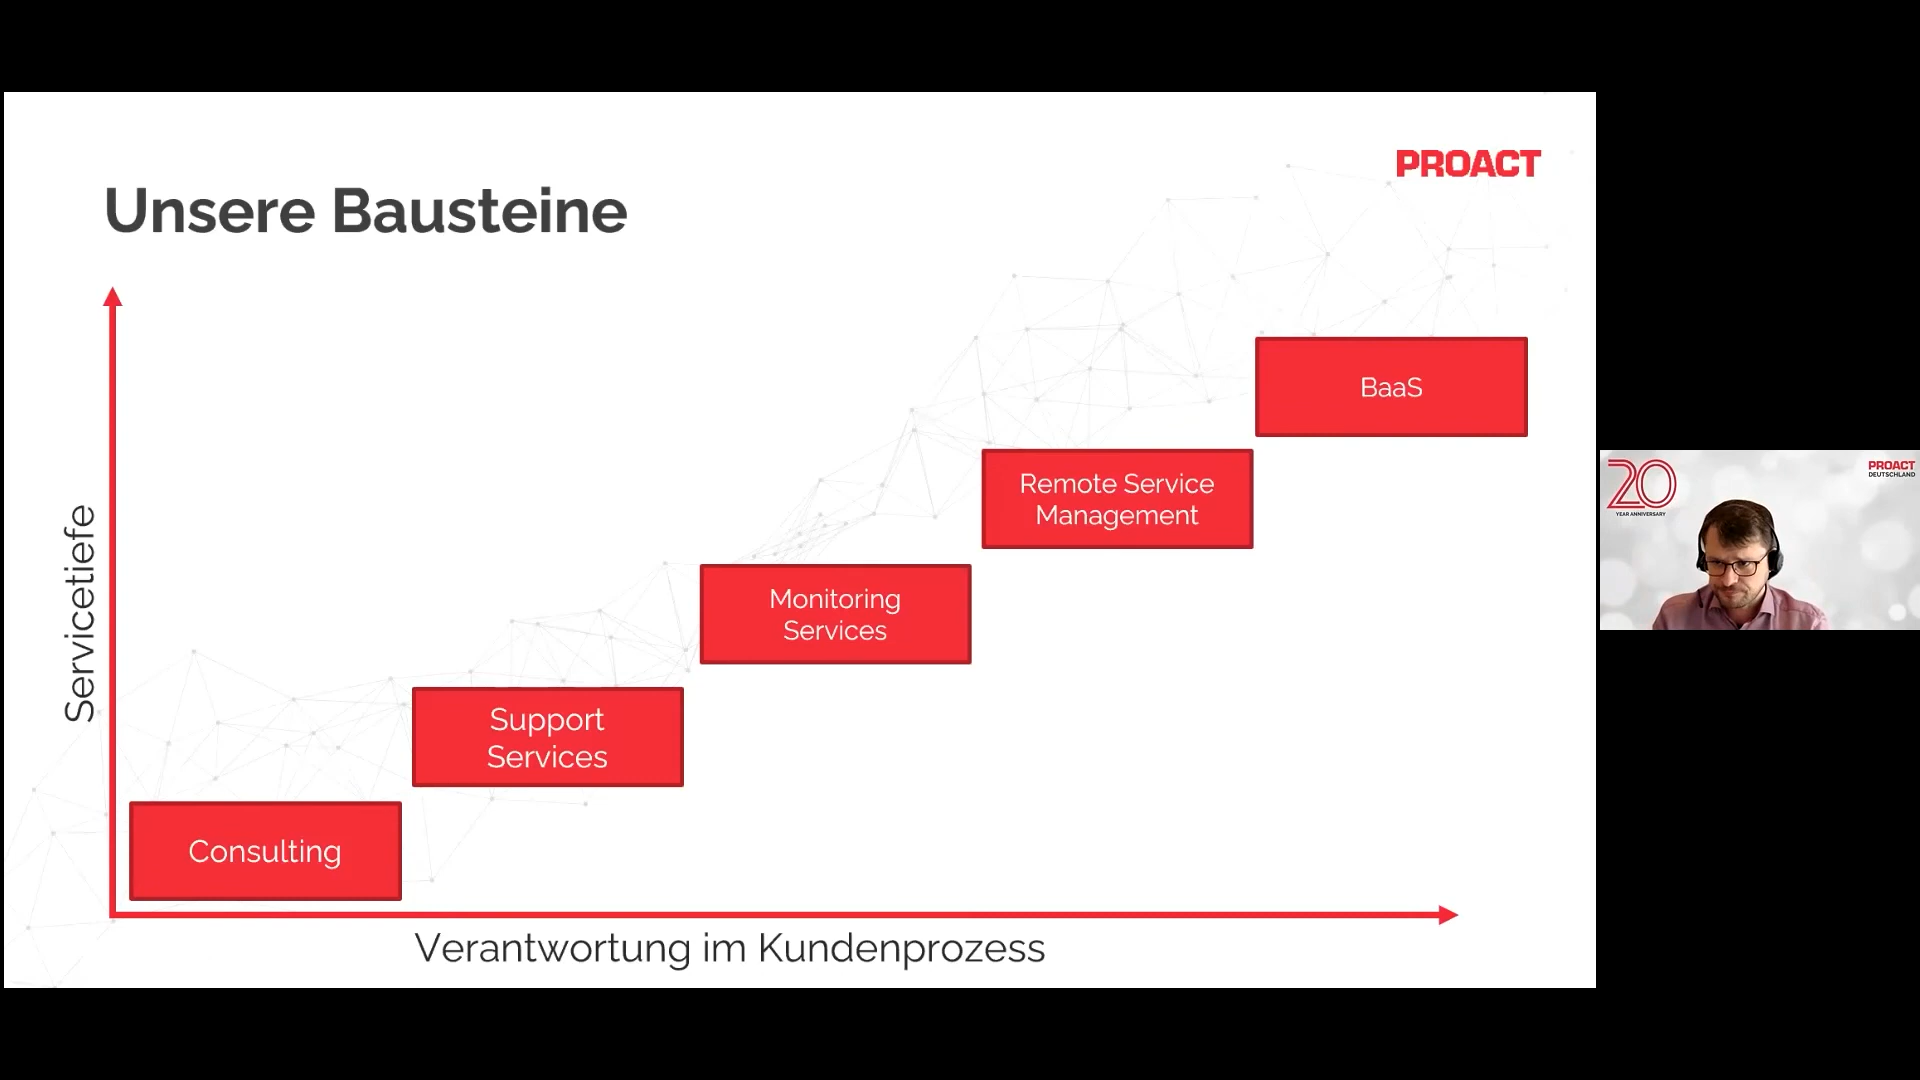 PROACT
Unsere Bausteine
Servicetiefe
BaaS
Remote Service
Management
Monitoring
Services
Support
Services
Consulting
Verantwortung im Kundenprozess
20
YEAR ANNIVERSARY
PROACT
DEUTSCHLAND